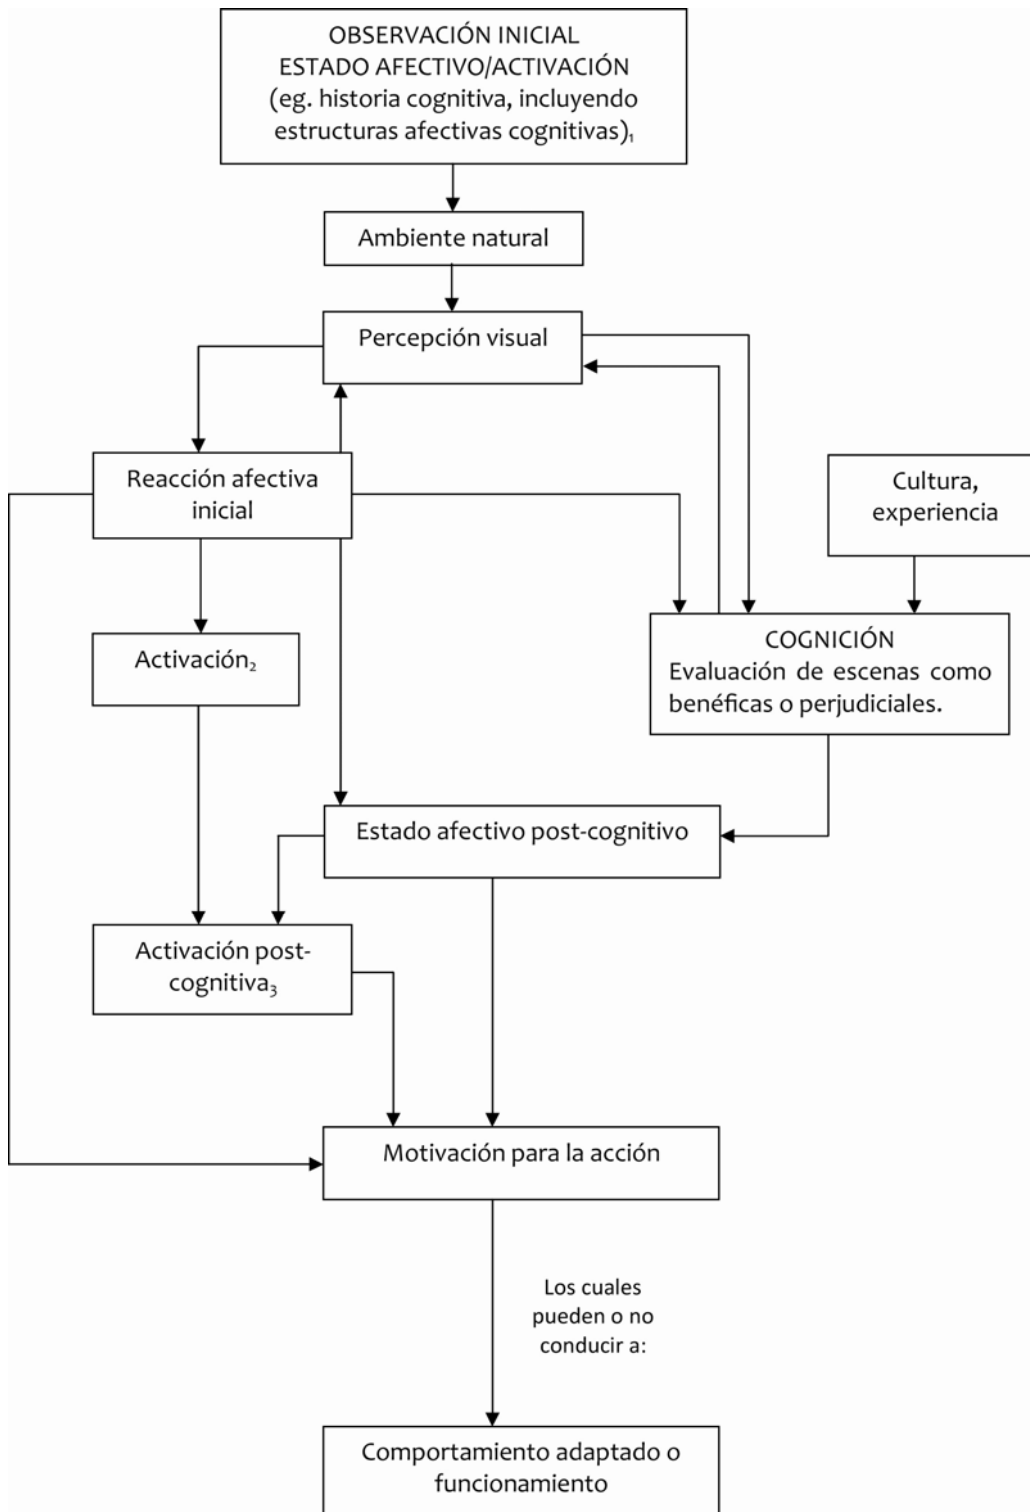 OBSERVACIÓN INICIAL
ESTADO AFECTIVO/ACTIVACIÓN
(eg. historia cognitiva, incluyendo
estructuras afectivas cognitivas)₁
Ambiente natural
Percepción visual
Reacción afectiva
inicial
Cultura,
experiencia
Activación₂
COGNICIÓN
Evaluación de escenas como
benéficas o perjudiciales.
Estado afectivo post-cognitivo
Activación post-
cognitiva₃
Motivación para la acción
Los cuales
pueden o no
conducir a:
Comportamiento adaptado o
funcionamiento